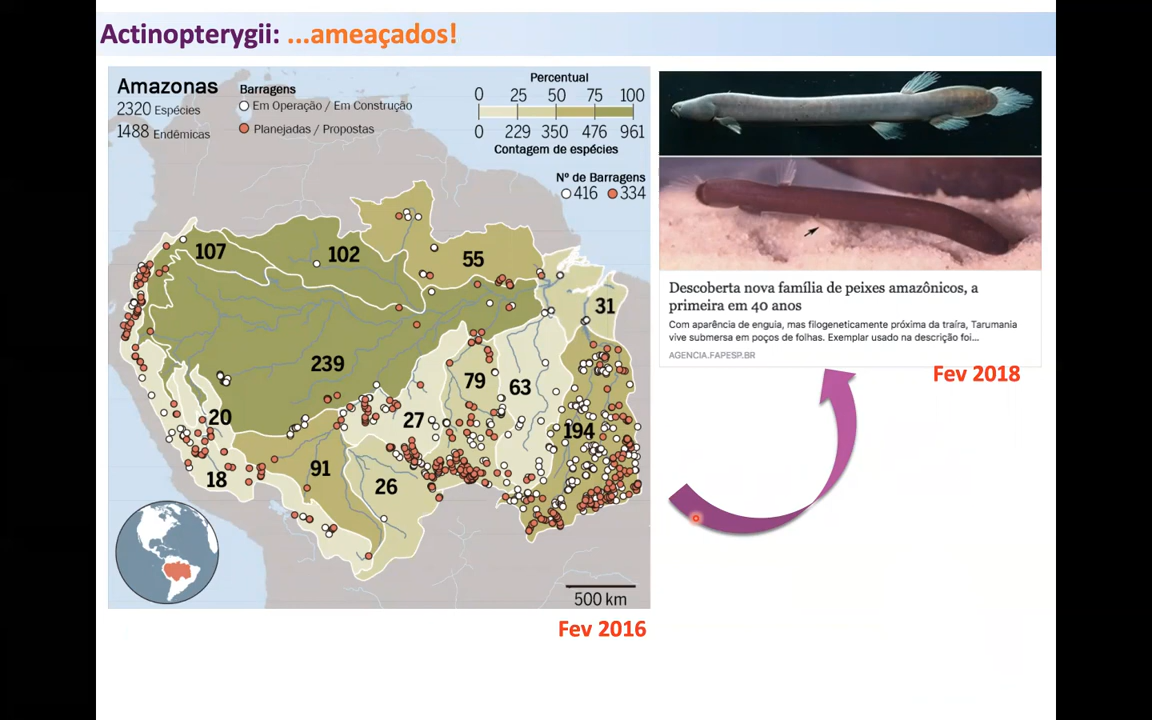 Actinopterygii: ...ameaçados!
Amazonas
2320 Espécies
1488 Endêmicas
Barragens
Em Operação / Em Construção
Planejadas / Propostas
Percentual
0 25 50 75 100
0 229 350 476 961
Contagem de espécies
Nº de Barragens
416 334
107
102
55
31
239
79
63
20
27
194
91
26
18
500 km
Fev 2016
Descoberta nova família de peixes amazônicos, a
primeira em 40 anos
Com aparência de enguia, mas filogeneticamente próxima da traíra, Tarumania
vive submersa em poços de folhas. Exemplar usado na descrição foi...
AGENCIA.FAPESP.BR
Fev 2018